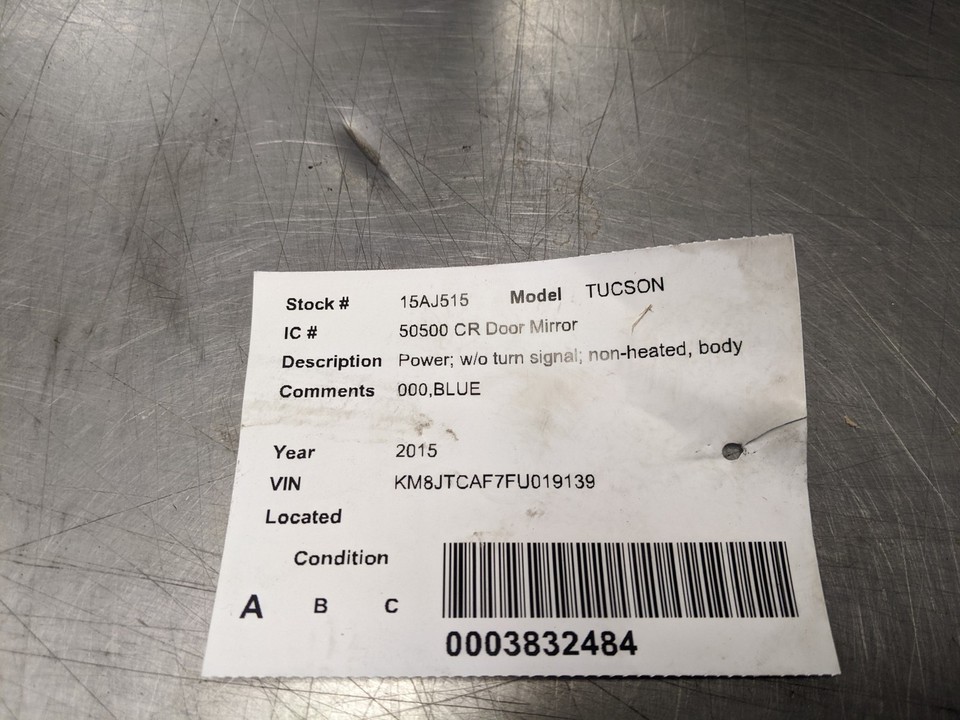 Stock # 15AJ515 Model TUCSON
IC # 50500 CR Door Mirror
Description Power; w/o turn signal; non-heated, body
Comments 000,BLUE
Year 2015
VIN KM8JTCAF7FU019139
Located
Condition
A B C
0003832484